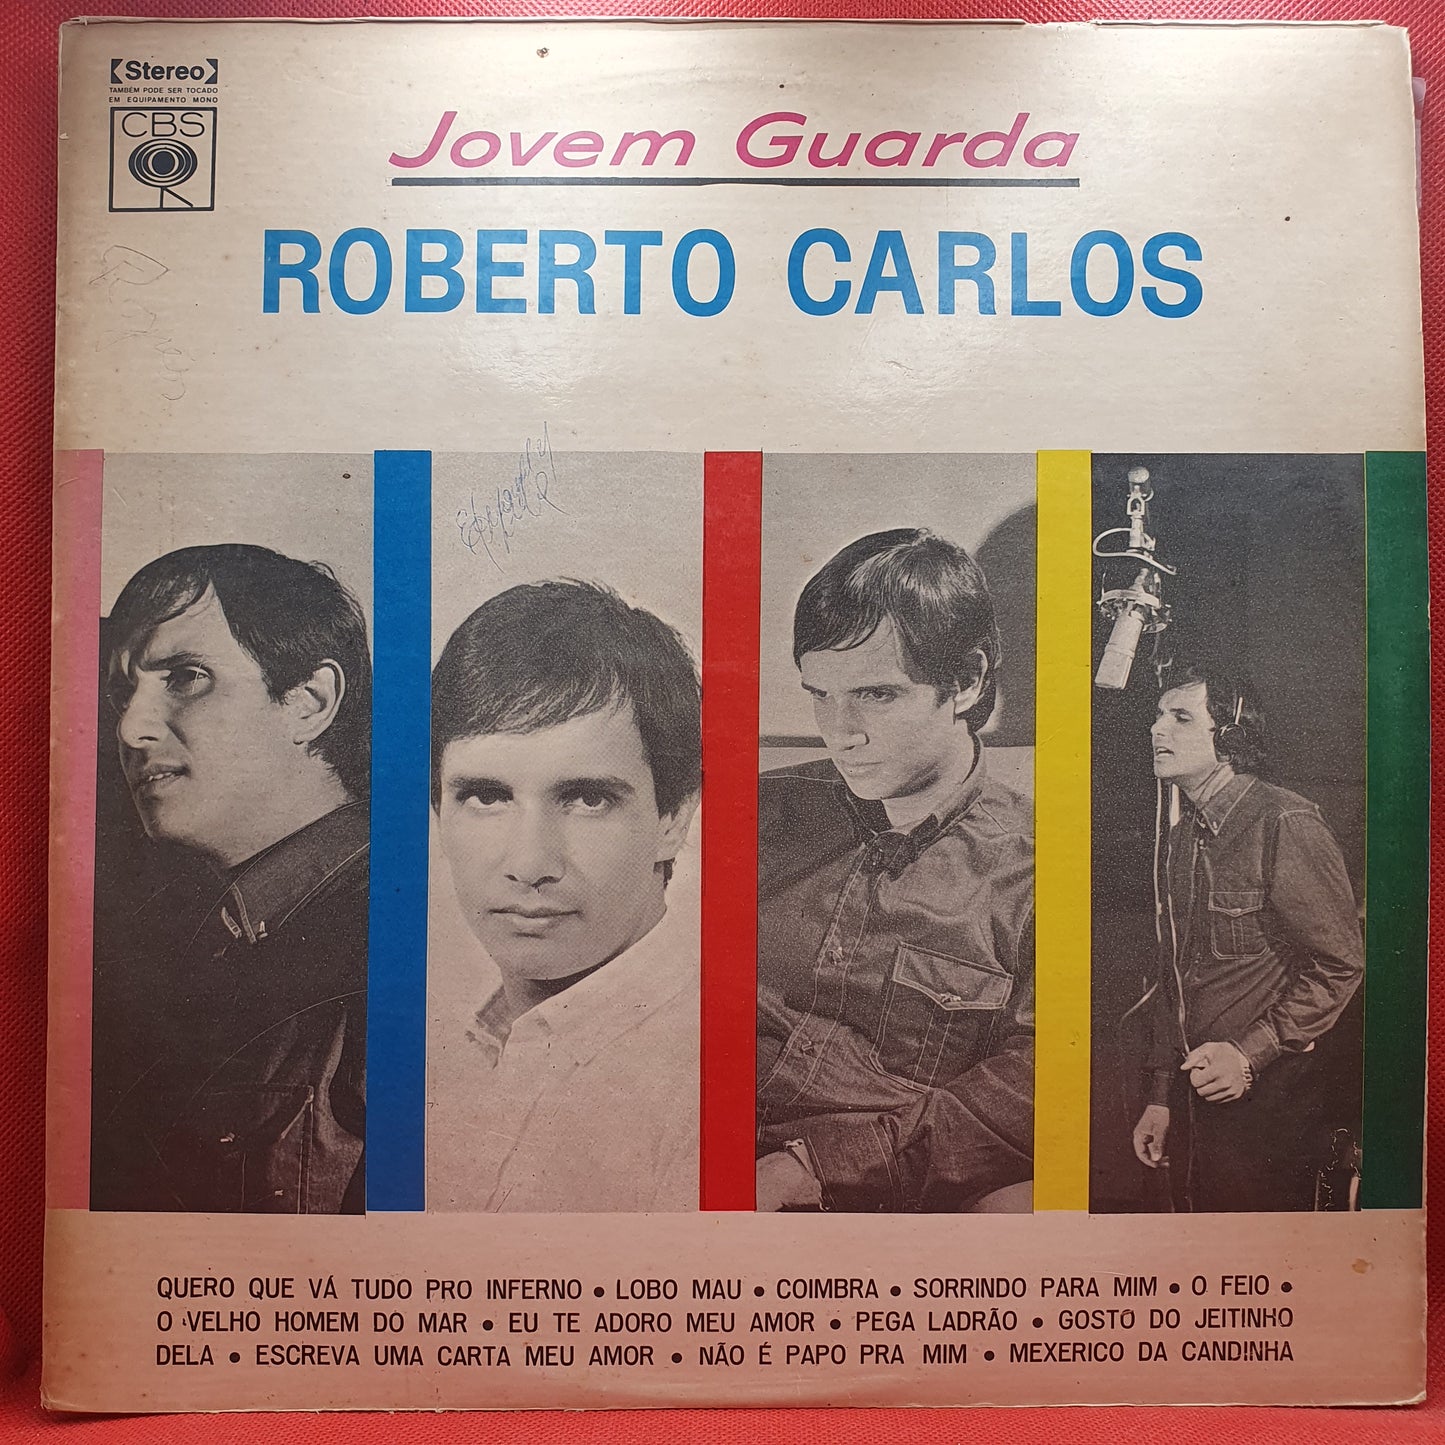 Stereo
TAMBÉM PODE SER TOCADO
EM EQUIPAMENTO MONO
CBS
Jovem Guarda
ROBERTO CARLOS
QUERO QUE VÁ TUDO PRO INFERNO • LOBO MAU • COIMBRA • SORRINDO PARA MIM • O FEIO •
O VELHO HOMEM DO MAR • EU TE ADORO MEU AMOR • PEGA LADRÃO • GOSTO DO JEITINHO
DELA • ESCREVA UMA CARTA MEU AMOR • NÃO É PAPO PRA MIM • MEXERICO DA CANDINHA